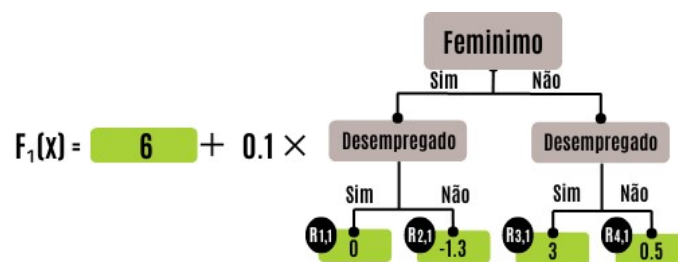 Feminimo
Sim Não
F₁(x) = 6 + 0.1 ×
Desempregado Desempregado
Sim Não Sim Não
R1,1 0 R2,1 -1.3 R3,1 3 R4,1 0.5